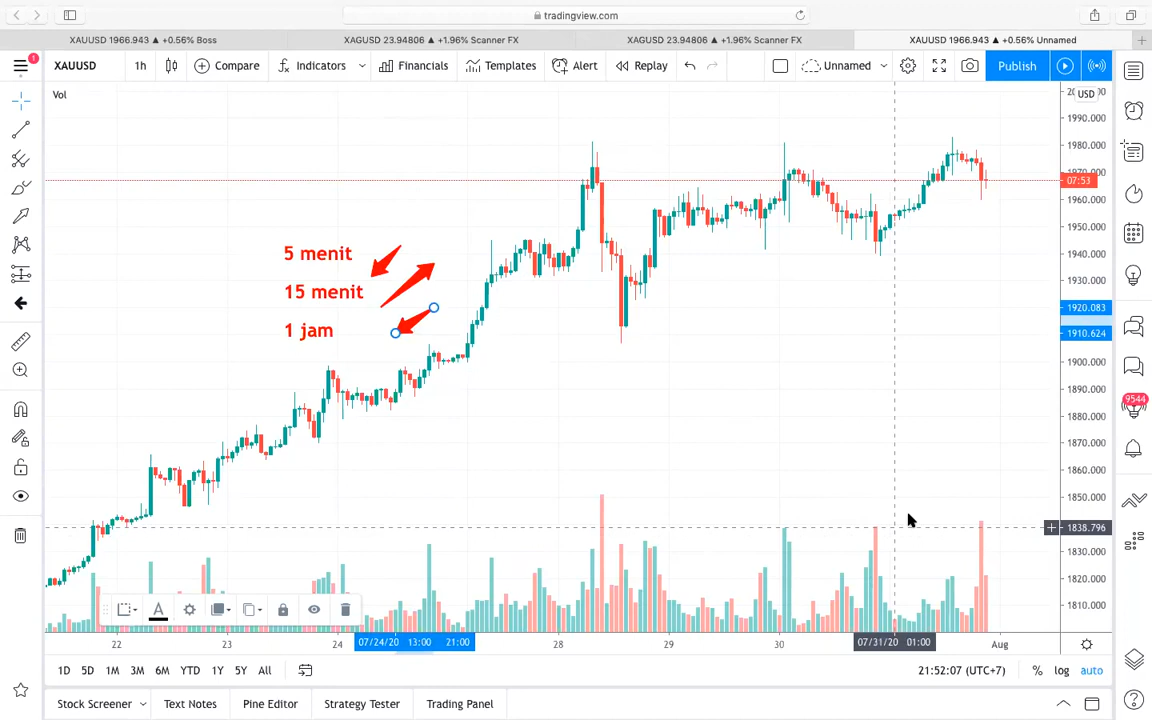 tradingview.com
XAUUSD 1966.943 ▲ +0.56% Boss
XAGUSD 23.94806 ▲ +1.96% Scanner FX
XAGUSD 23.94806 ▲ +1.96% Scanner FX
XAUUSD 1966.943 ▲ +0.56% Unnamed
1
XAUUSD 1h Compare Indicators Financials Templates Alert Replay Unnamed Publish
Vol
USD
1990.000
1980.000
07:53
1960.000
1950.000
1940.000
1930.000
1920.083
1910.624
1900.000
1890.000
1880.000
1870.000
1860.000
1850.000
1838.796
1830.000
1820.000
1810.000
5 menit
15 menit
1 jam
9544
A
22 23 24 07/24/20 13:00 21:00 28 29 30 07/31/20 01:00 Aug
1D 5D 1M 3M 6M YTD 1Y 5Y All 21:52:07 (UTC+7) % log auto
Stock Screener Text Notes Pine Editor Strategy Tester Trading Panel